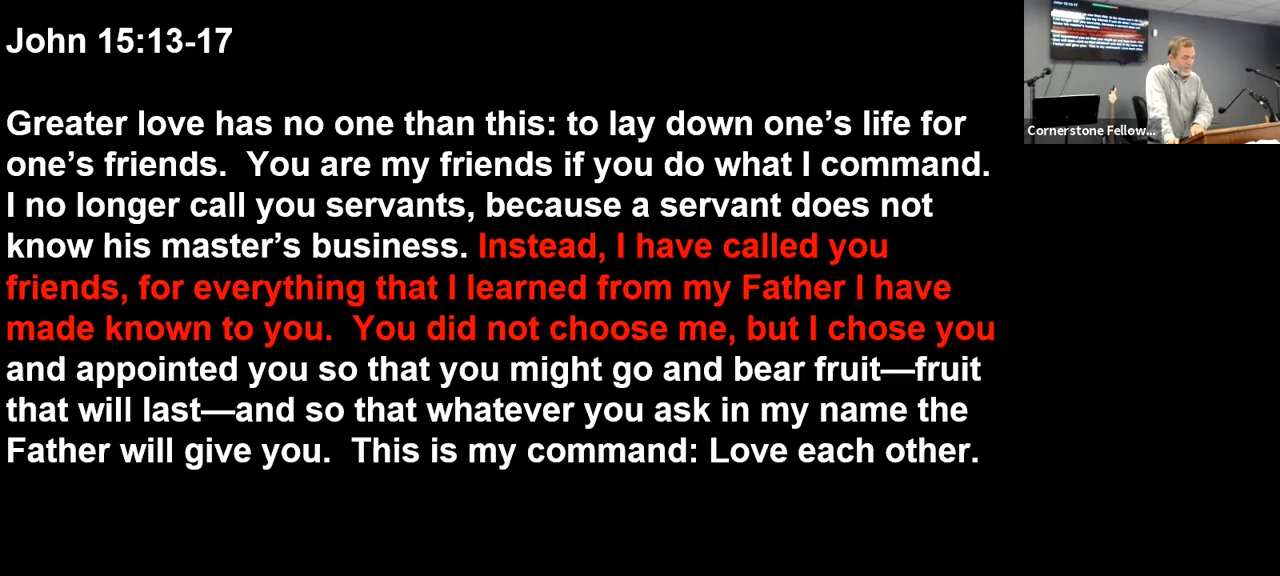 John 15:13-17
Greater love has no one than this: to lay down one’s life for
one’s friends.  You are my friends if you do what I command.
I no longer call you servants, because a servant does not
know his master’s business. Instead, I have called you
friends, for everything that I learned from my Father I have
made known to you.  You did not choose me, but I chose you
and appointed you so that you might go and bear fruit—fruit
that will last—and so that whatever you ask in my name the
Father will give you.  This is my command: Love each other.
Cornerstone Fellow...